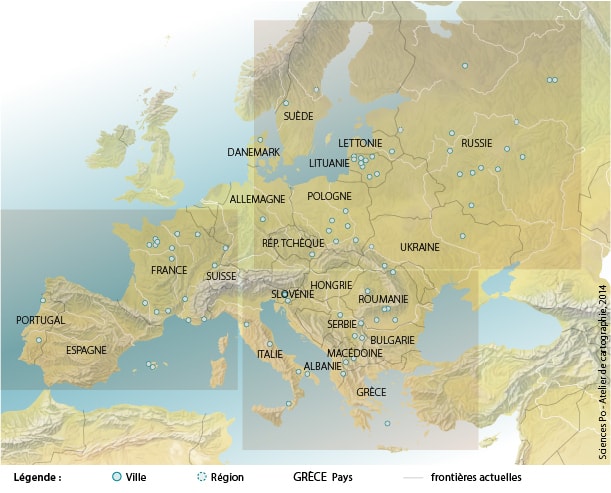 SUÈDE
LETTONIE
RUSSIE
DANEMARK
LITUANIE
ALLEMAGNE
POLOGNE
RÉP. TCHÈQUE
UKRAINE
FRANCE
SUISSE
HONGRIE
SLOVÉNIE
ROUMANIE
PORTUGAL
SERBIE
BULGARIE
ESPAGNE
ITALIE
MACÉDOINE
ALBANIE
GRÈCE
Sciences Po - Atelier de cartographie, 2014
Légende : Ville Région GRÈCE Pays frontières actuelles